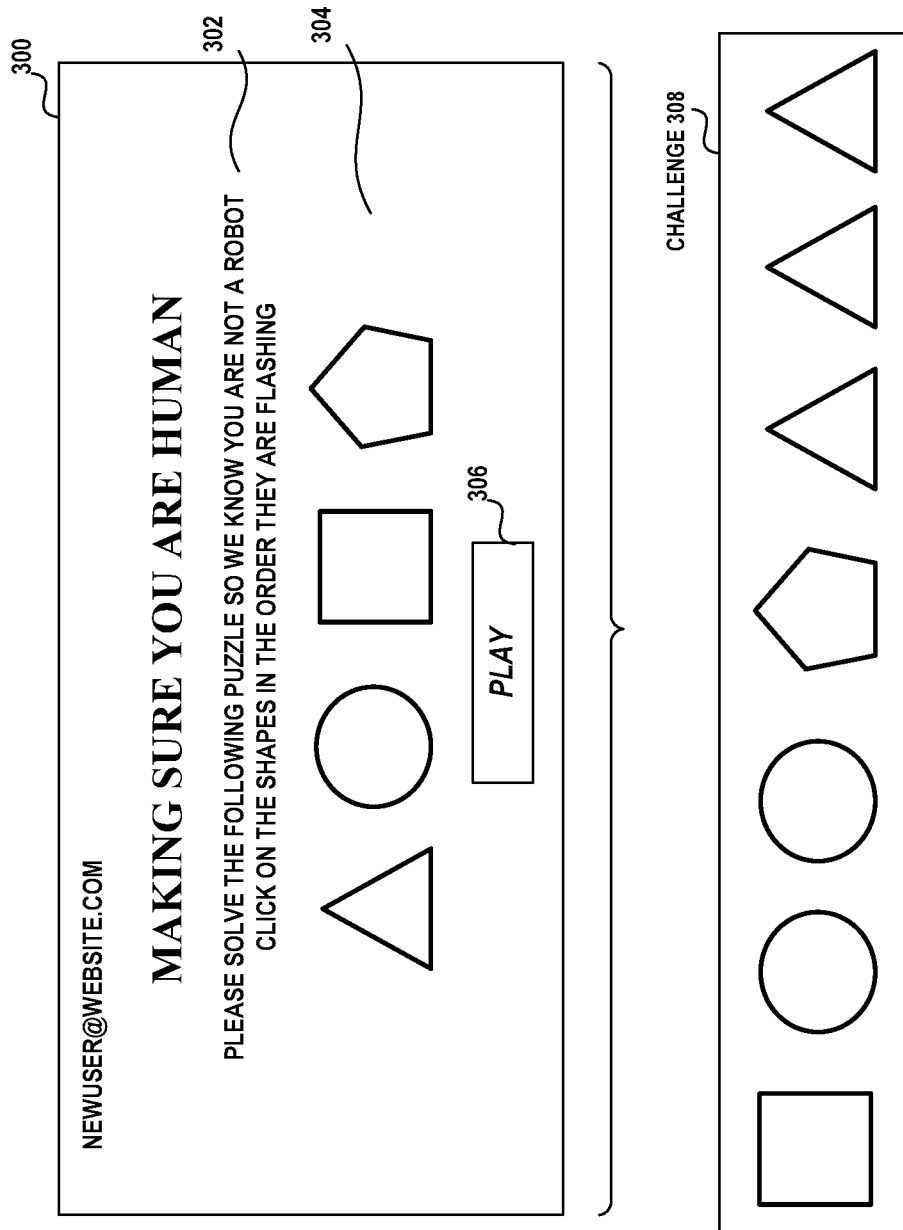 300
NEWUSER@WEBSITE.COM
MAKING SURE YOU ARE HUMAN
302
PLEASE SOLVE THE FOLLOWING PUZZLE SO WE KNOW YOU ARE NOT A ROBOT
CLICK ON THE SHAPES IN THE ORDER THEY ARE FLASHING
304
306
PLAY
CHALLENGE 308